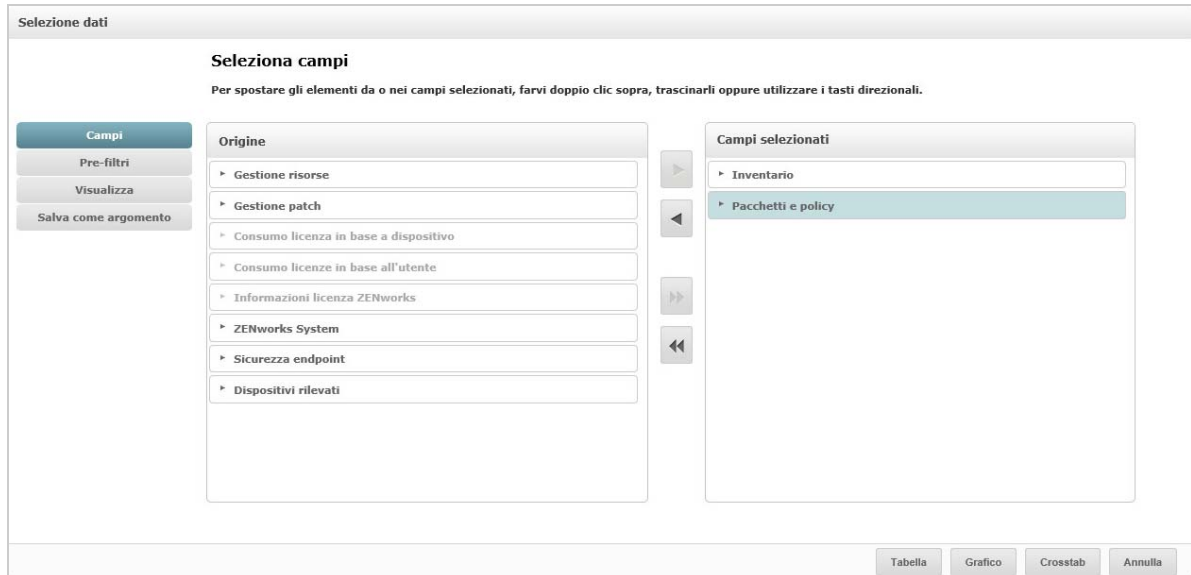 Selezione dati
Seleziona campi
Per spostare gli elementi da o nei campi selezionati, farvi doppio clic sopra, trascinarli oppure utilizzare i tasti direzionali.
Campi
Pre-filtri
Visualizza
Salva come argomento
Origine
Gestione risorse
Gestione patch
Consumo licenza in base a dispositivo
Consumo licenze in base all'utente
Informazioni licenza ZENworks
ZENworks System
Sicurezza endpoint
Dispositivi rilevati
Campi selezionati
Inventario
Pacchetti e policy
Tabella
Grafico
Crosstab
Annulla